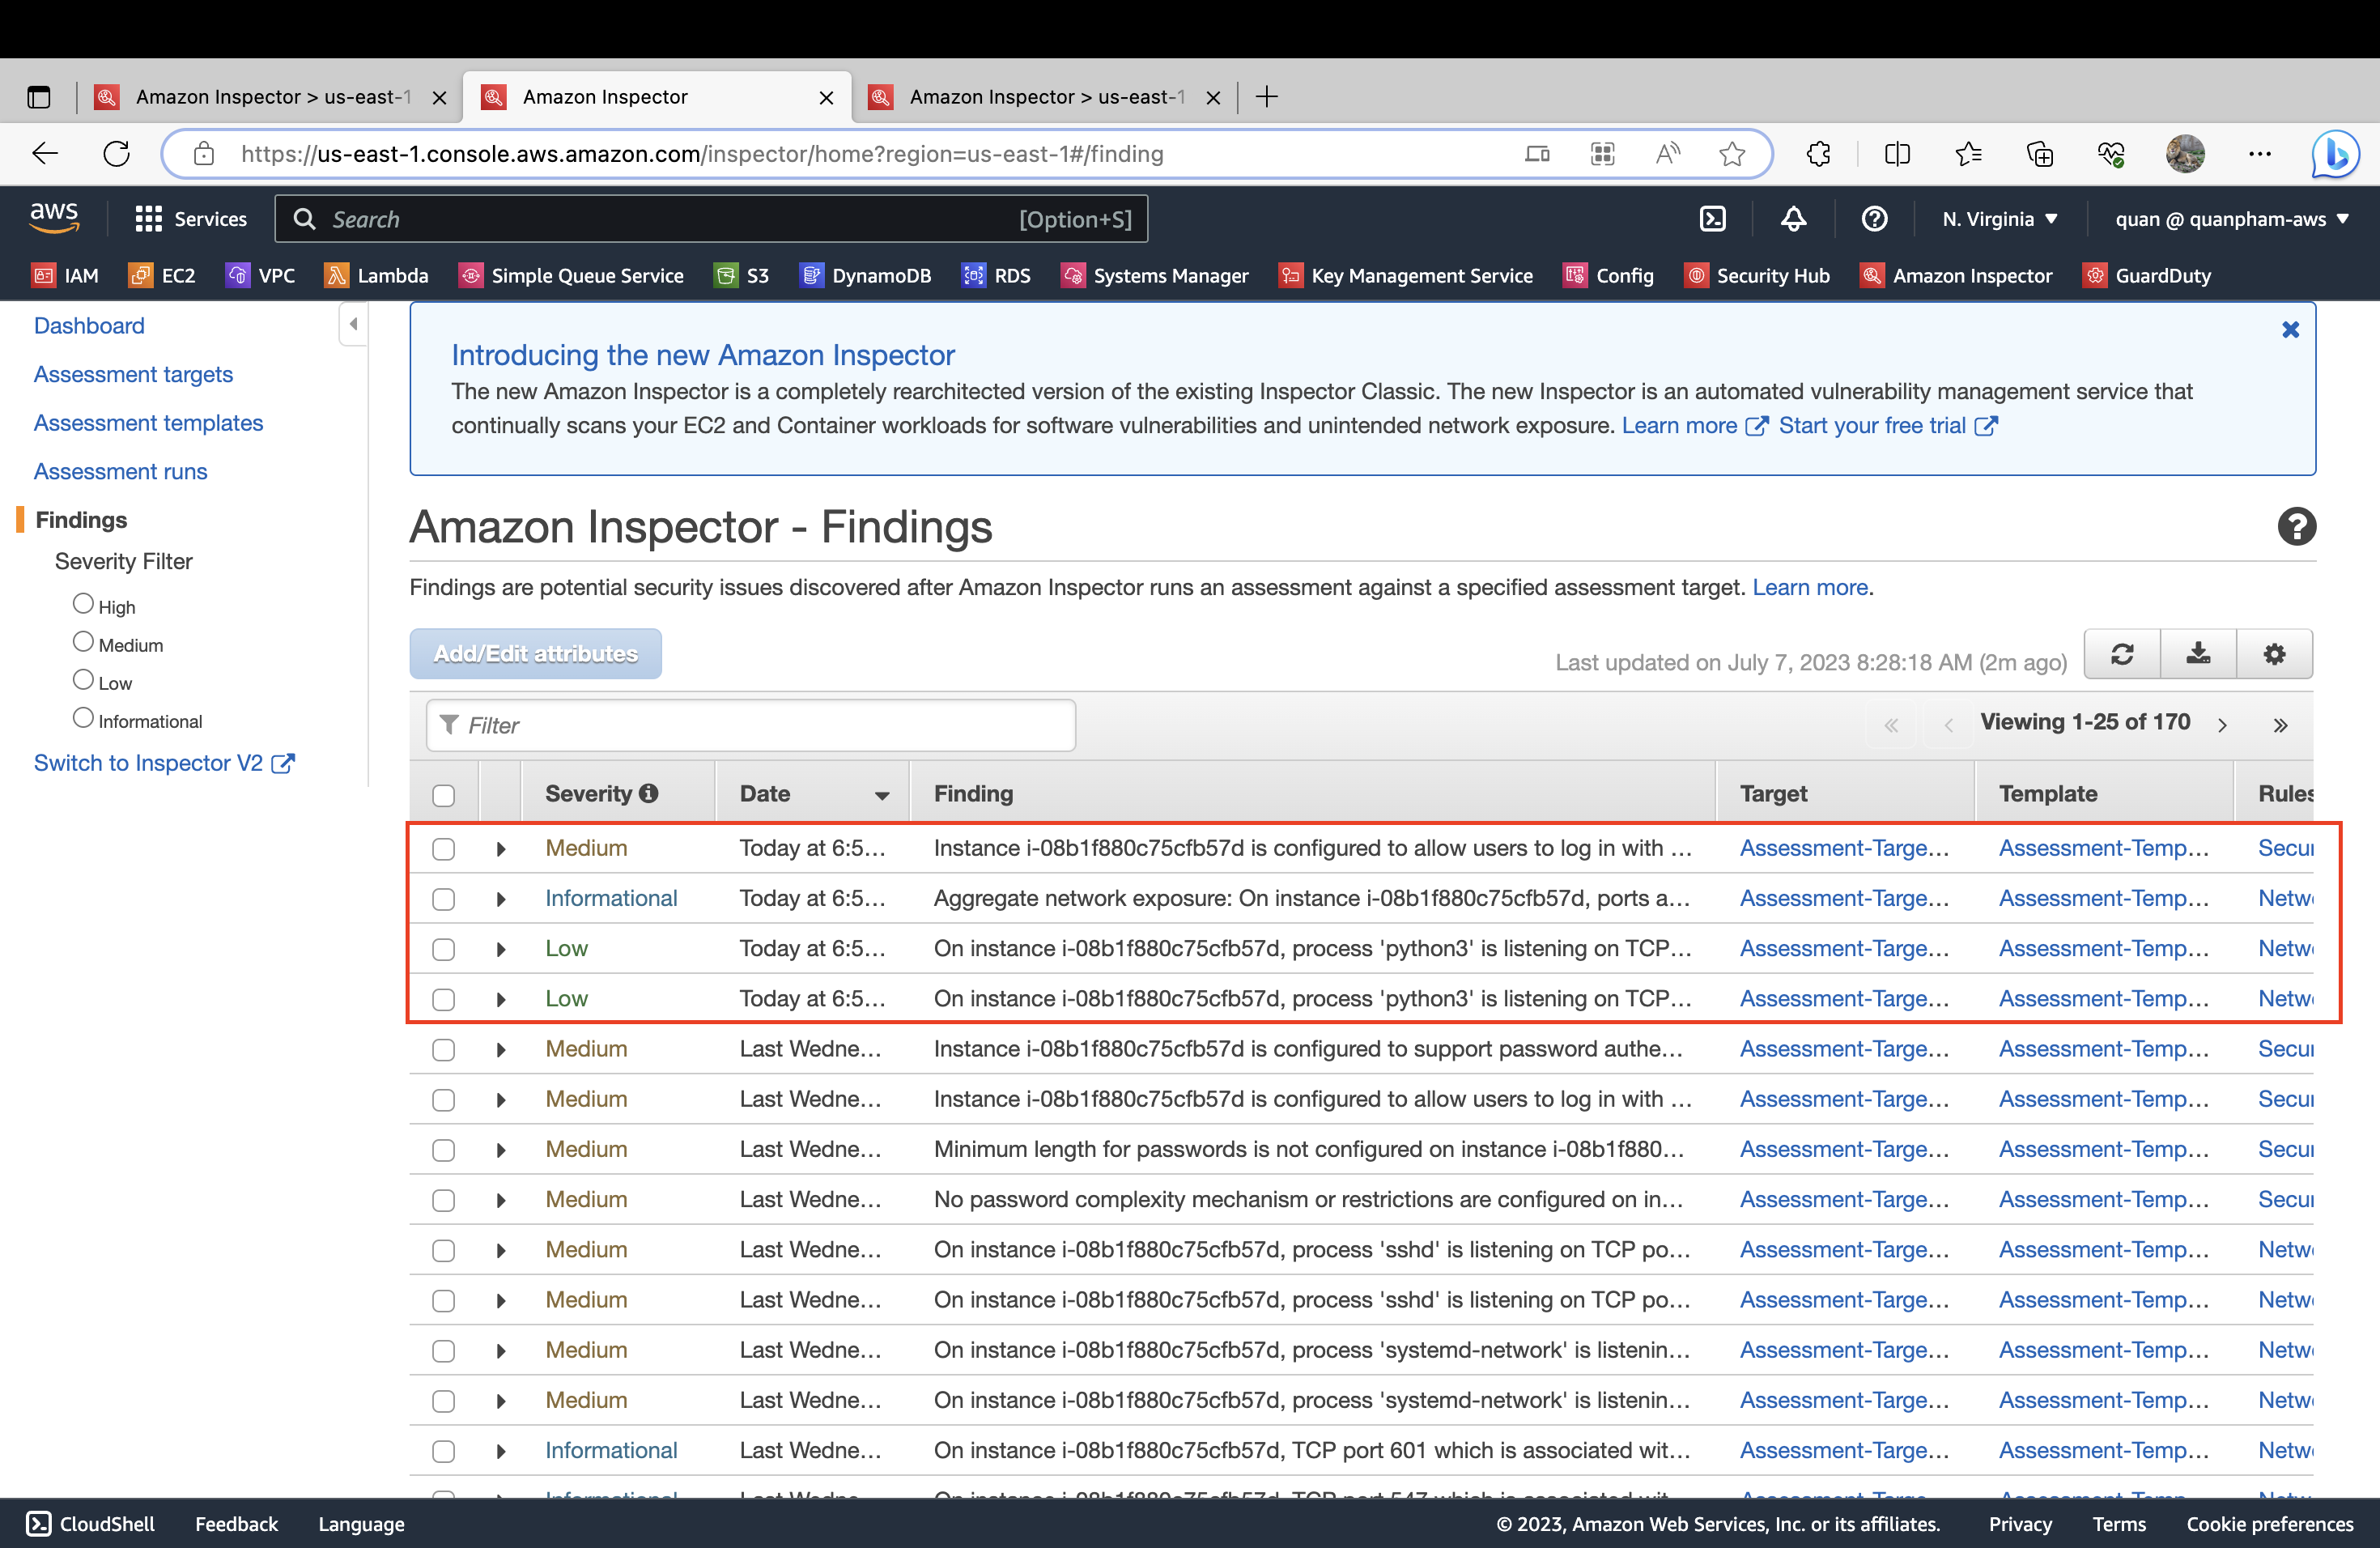 Amazon Inspector > us-east-1
Amazon Inspector
Amazon Inspector > us-east-1
https://us-east-1.console.aws.amazon.com/inspector/home?region=us-east-1#/finding
aws
Services
Search
[Option+S]
N. Virginia
quan @ quanpham-aws
IAM
EC2
VPC
Lambda
Simple Queue Service
S3
DynamoDB
RDS
Systems Manager
Key Management Service
Config
Security Hub
Amazon Inspector
GuardDuty
Dashboard
Assessment targets
Assessment templates
Assessment runs
Findings
Severity Filter
High
Medium
Low
Informational
Switch to Inspector V2
Introducing the new Amazon Inspector
The new Amazon Inspector is a completely rearchitected version of the existing Inspector Classic. The new Inspector is an automated vulnerability management service that
continually scans your EC2 and Container workloads for software vulnerabilities and unintended network exposure. Learn more Start your free trial
Amazon Inspector - Findings
Findings are potential security issues discovered after Amazon Inspector runs an assessment against a specified assessment target. Learn more.
Add/Edit attributes
Last updated on July 7, 2023 8:28:18 AM (2m ago)
Filter
Viewing 1-25 of 170
Severity Date Finding Target Template Rules
Medium Today at 6:5... Instance i-08b1f880c75cfb57d is configured to allow users to log in with ... Assessment-Targe... Assessment-Temp... Secur
Informational Today at 6:5... Aggregate network exposure: On instance i-08b1f880c75cfb57d, ports a... Assessment-Targe... Assessment-Temp... Netw
Low Today at 6:5... On instance i-08b1f880c75cfb57d, process 'python3' is listening on TCP... Assessment-Targe... Assessment-Temp... Netw
Low Today at 6:5... On instance i-08b1f880c75cfb57d, process 'python3' is listening on TCP... Assessment-Targe... Assessment-Temp... Netw
Medium Last Wedne... Instance i-08b1f880c75cfb57d is configured to support password authe... Assessment-Targe... Assessment-Temp... Secur
Medium Last Wedne... Instance i-08b1f880c75cfb57d is configured to allow users to log in with ... Assessment-Targe... Assessment-Temp... Secur
Medium Last Wedne... Minimum length for passwords is not configured on instance i-08b1f880... Assessment-Targe... Assessment-Temp... Secur
Medium Last Wedne... No password complexity mechanism or restrictions are configured on in... Assessment-Targe... Assessment-Temp... Secur
Medium Last Wedne... On instance i-08b1f880c75cfb57d, process 'sshd' is listening on TCP po... Assessment-Targe... Assessment-Temp... Netw
Medium Last Wedne... On instance i-08b1f880c75cfb57d, process 'sshd' is listening on TCP po... Assessment-Targe... Assessment-Temp... Netw
Medium Last Wedne... On instance i-08b1f880c75cfb57d, process 'systemd-network' is listenin... Assessment-Targe... Assessment-Temp... Netw
Medium Last Wedne... On instance i-08b1f880c75cfb57d, process 'systemd-network' is listenin... Assessment-Targe... Assessment-Temp... Netw
Informational Last Wedne... On instance i-08b1f880c75cfb57d, TCP port 601 which is associated wit... Assessment-Targe... Assessment-Temp... Netw
CloudShell
Feedback
Language
© 2023, Amazon Web Services, Inc. or its affiliates.
Privacy
Terms
Cookie preferences